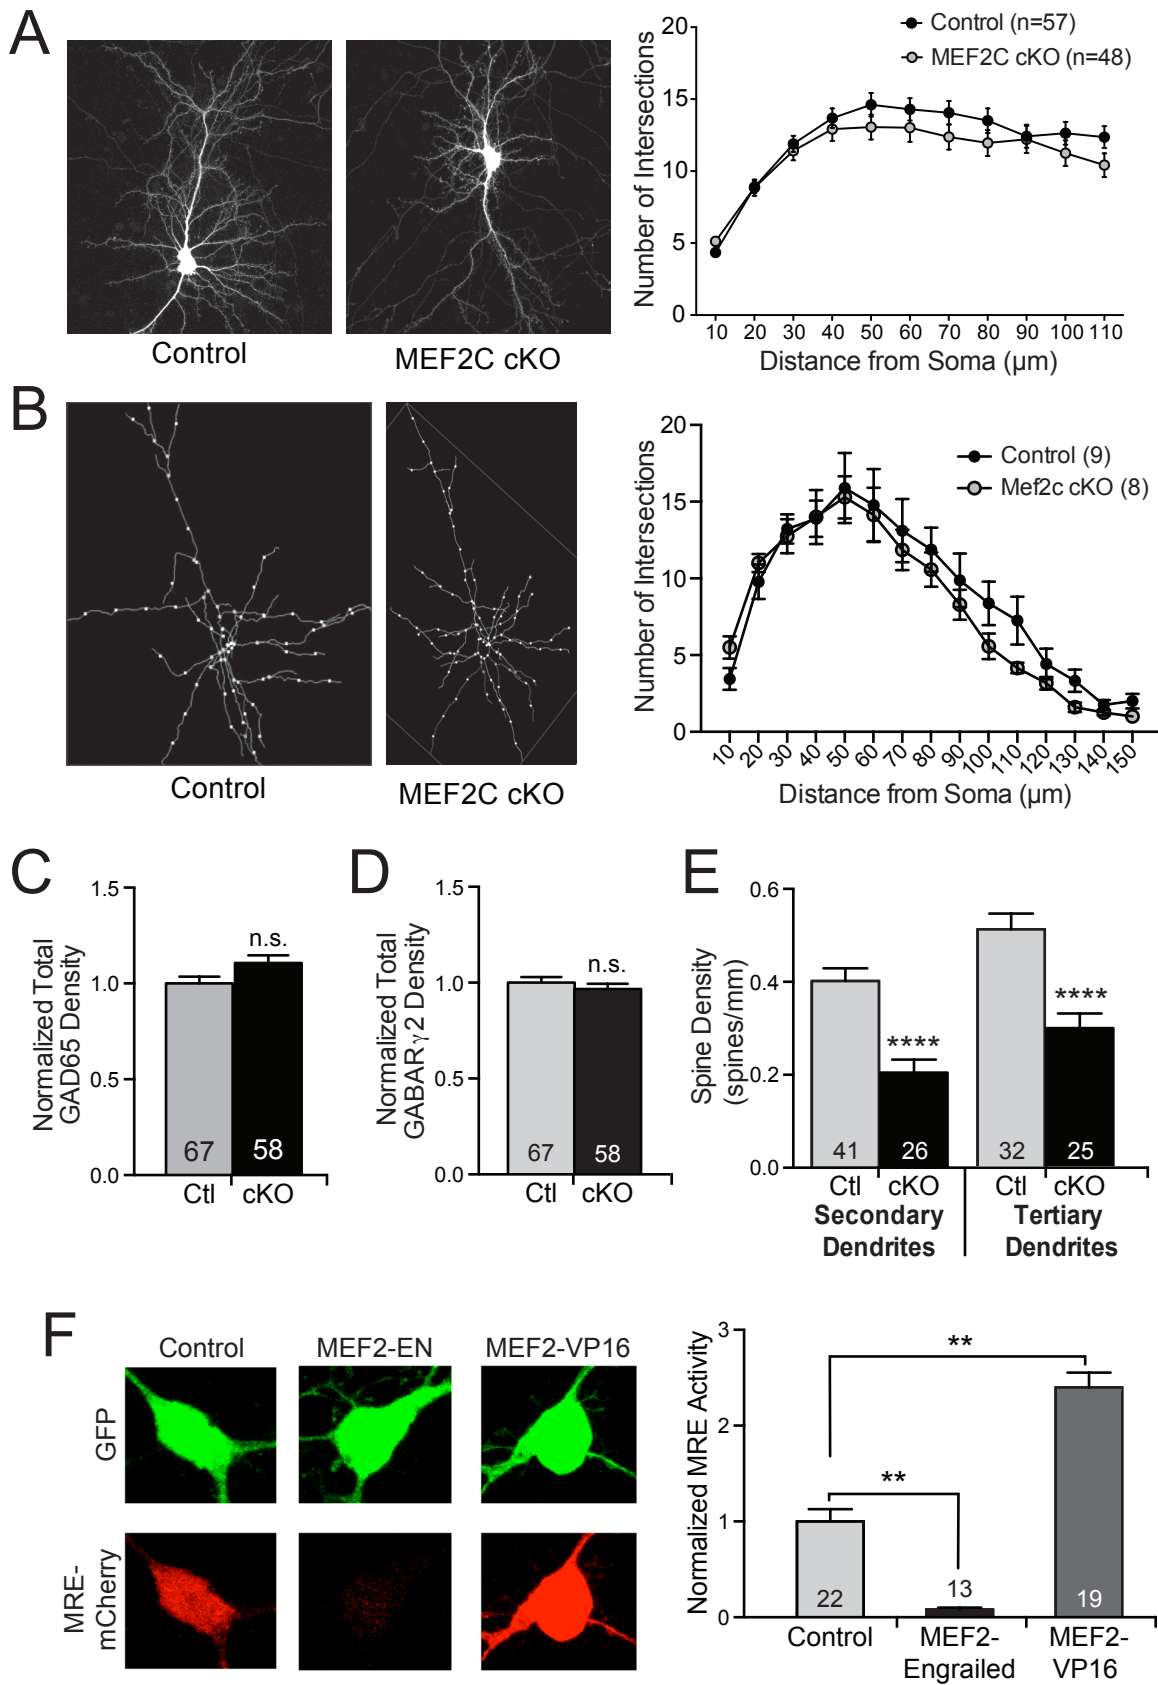 A
Control
MEF2C cKO
Number of Intersections
20
15
10
5
0
Control (n=57)
MEF2C cKO (n=48)
10 20 30 40 50 60 70 80 90 100 110
Distance from Soma (µm)
B
Control
MEF2C cKO
Number of Intersections
20
15
10
5
0
Control (9)
Mef2c cKO (8)
10 20 30 40 50 60 70 80 90 100 110 120 130 140 150
Distance from Soma (µm)
C
Normalized Total
GAD65 Density
1.5
1.0
0.5
0.0
n.s.
67 58
Ctl cKO
D
Normalized Total
GABARγ2 Density
1.5
1.0
0.5
0.0
n.s.
67 58
Ctl cKO
E
Spine Density
(spines/mm)
0.6
0.4
0.2
0.0
****
****
41 26 32 25
Ctl cKO Ctl cKO
Secondary
Dendrites
Tertiary
Dendrites
F
Control MEF2-EN MEF2-VP16
GFP
MRE-
mCherry
Normalized MRE Activity
3
2
1
0
**
**
22 13 19
Control
MEF2-
Engrailed
MEF2-
VP16